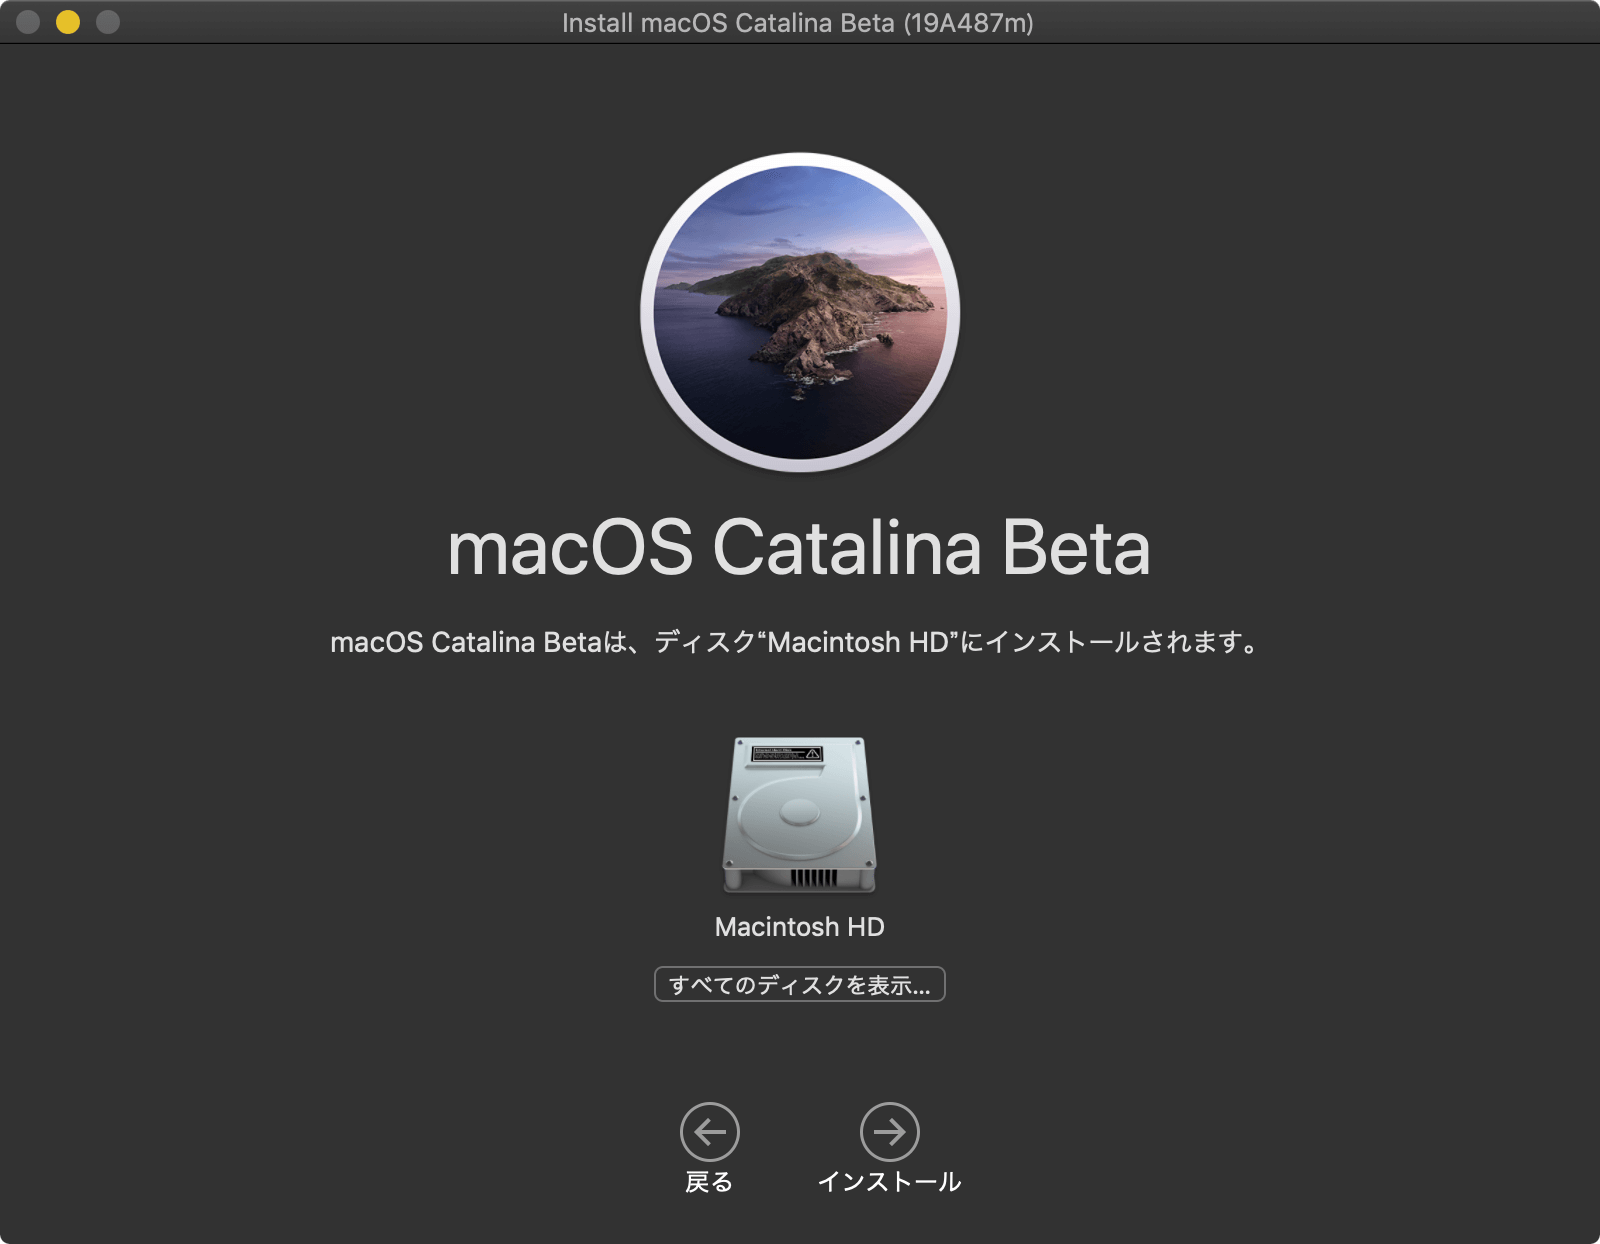 Install macOS Catalina Beta (19A487m)
macOS Catalina Beta
macOS Catalina Betaは、ディスク“Macintosh HD”にインストールされます。
Macintosh HD
すべてのディスクを表示...
戻る
インストール